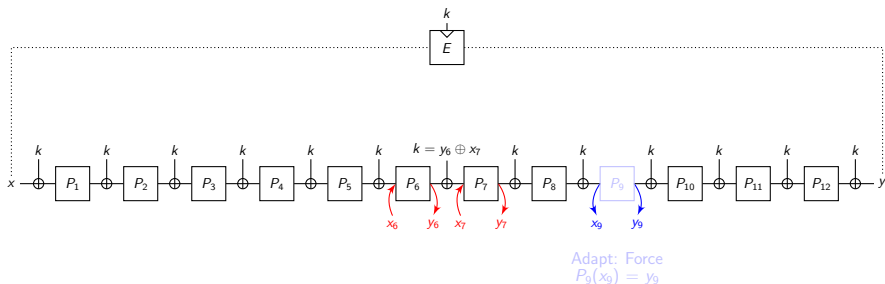 k
E
k k k k k k k = y₆ ⊕ x₇ k k k k k k
x P₁ P₂ P₃ P₄ P₅ P₆ P₇ P₈ P₉ P₁₀ P₁₁ P₁₂ y
x₆ y₆ x₇ y₇ x₉ y₉
Adapt: Force
P₉(x₉) = y₉